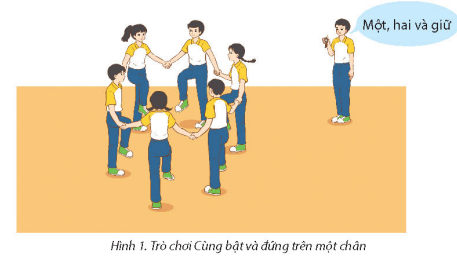 Một, hai và giữ
Hình 1. Trò chơi Cùng bật và đứng trên một chân